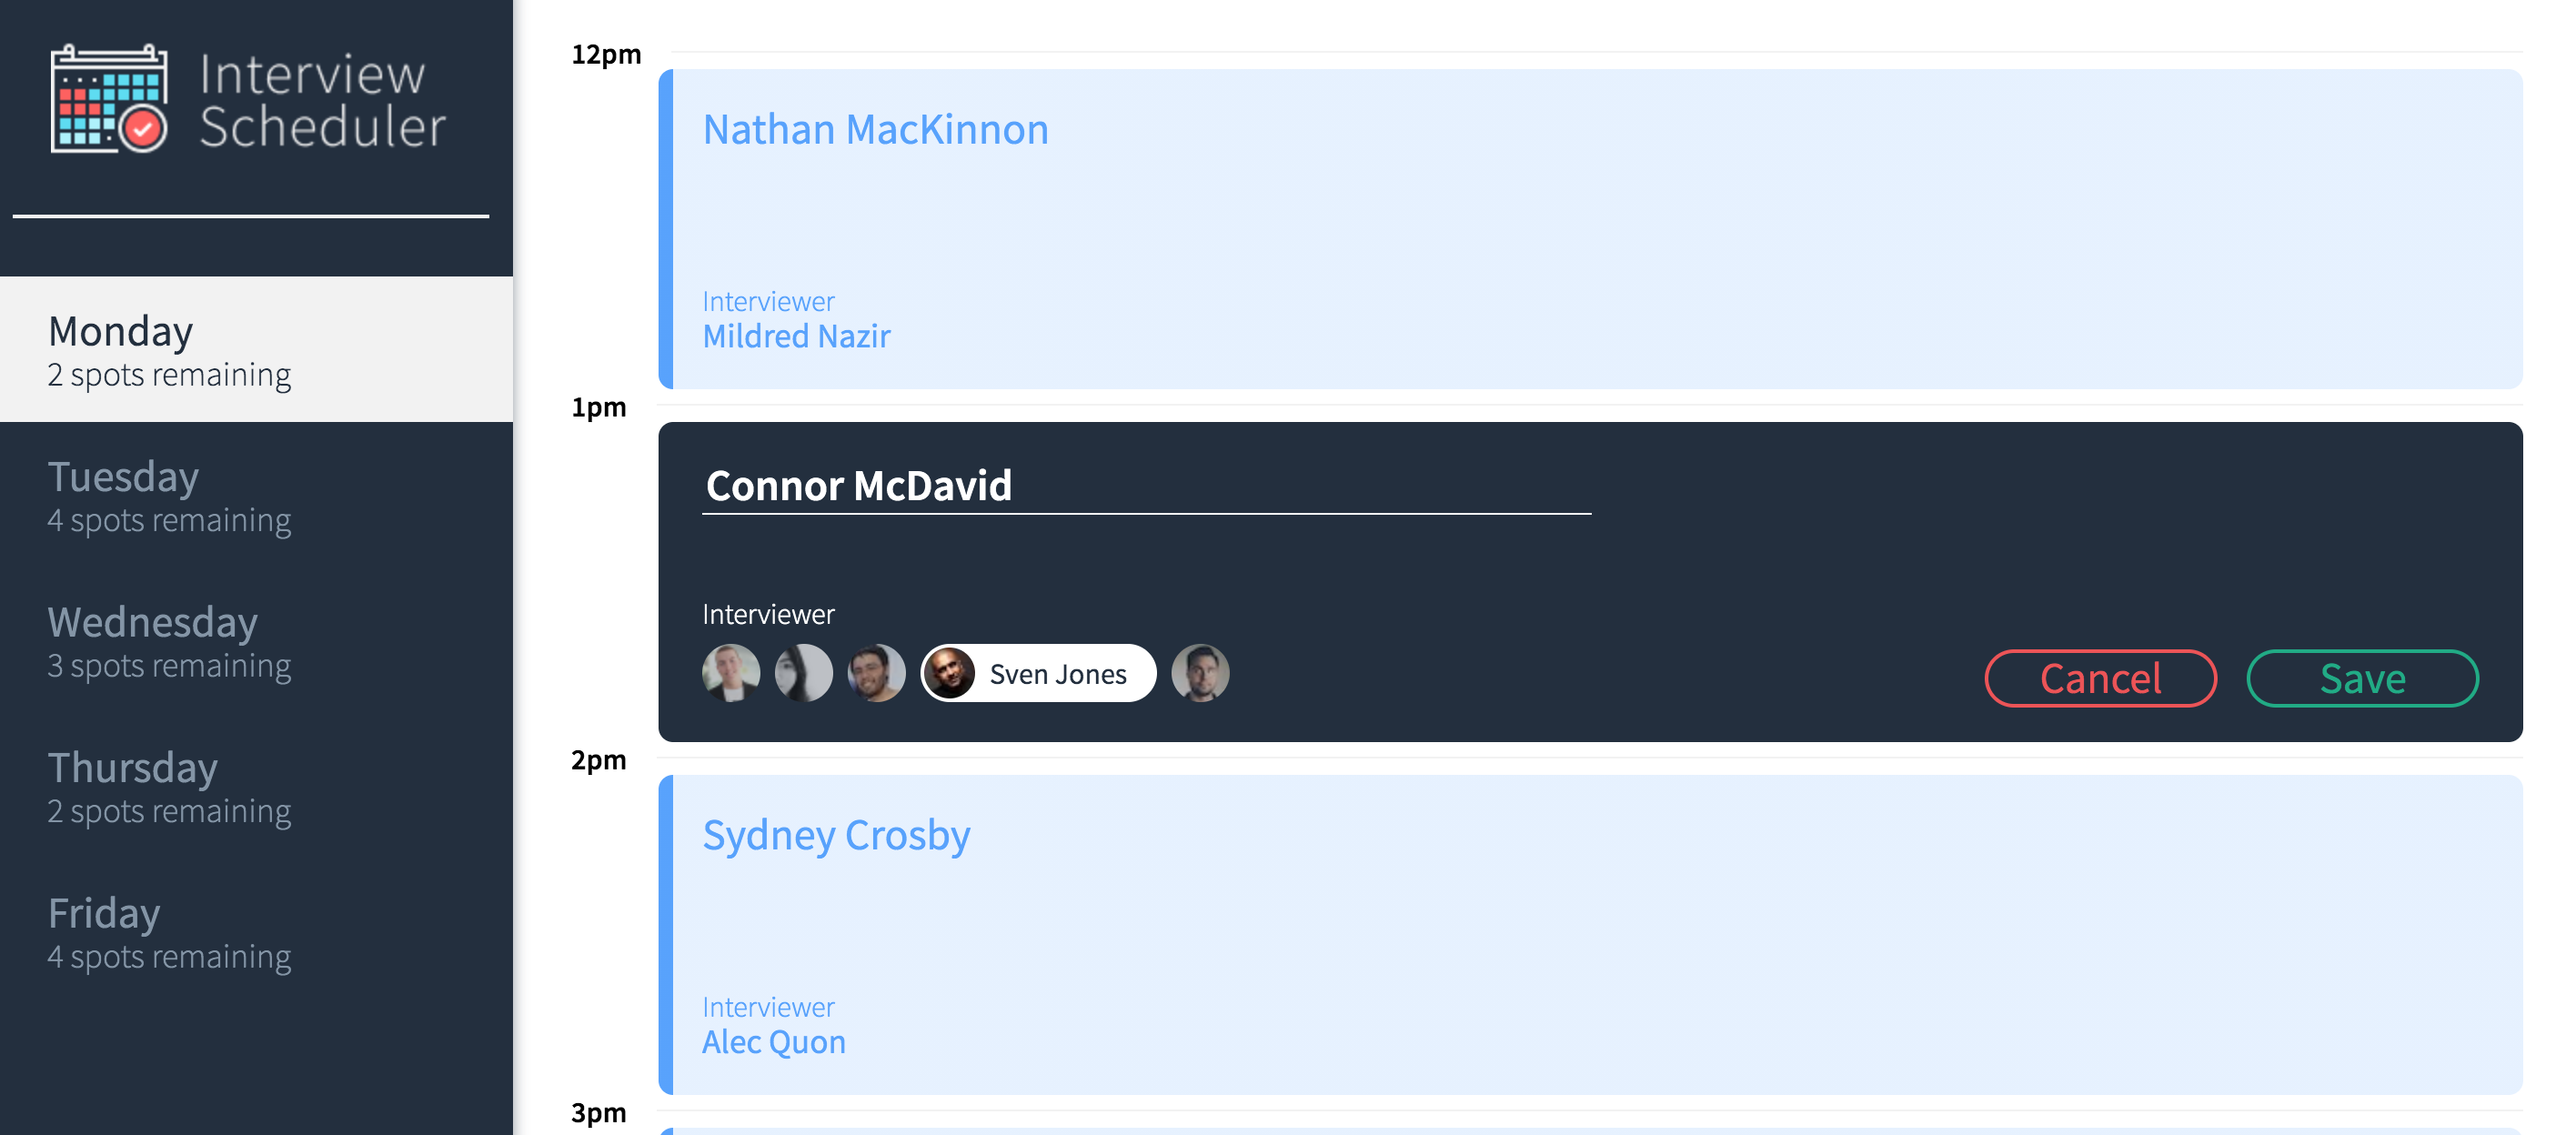 Interview
Scheduler
Monday
2 spots remaining
Tuesday
4 spots remaining
Wednesday
3 spots remaining
Thursday
2 spots remaining
Friday
4 spots remaining
12pm
Nathan MacKinnon
Interviewer
Mildred Nazir
1pm
Connor McDavid
Interviewer
Sven Jones
Cancel
Save
2pm
Sydney Crosby
Interviewer
Alec Quon
3pm